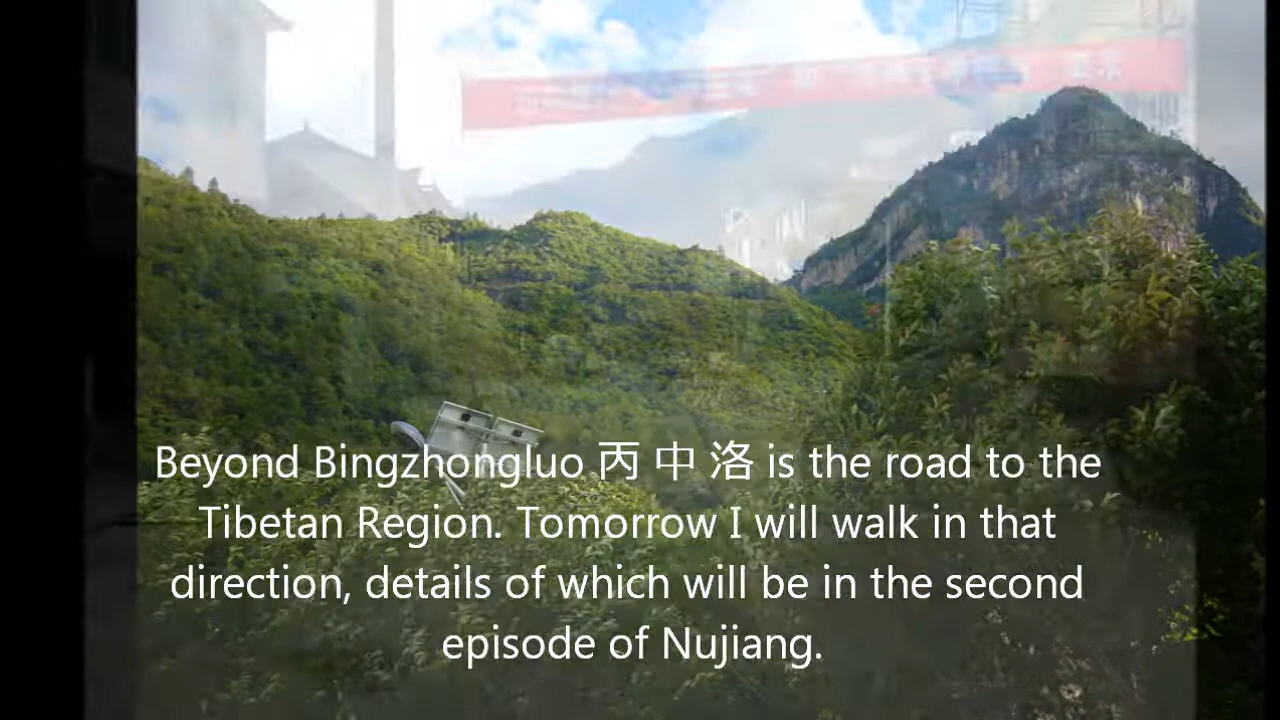 Beyond Bingzhongluo 丙 中 洛 is the road to the
Tibetan Region. Tomorrow I will walk in that
direction, details of which will be in the second
episode of Nujiang.